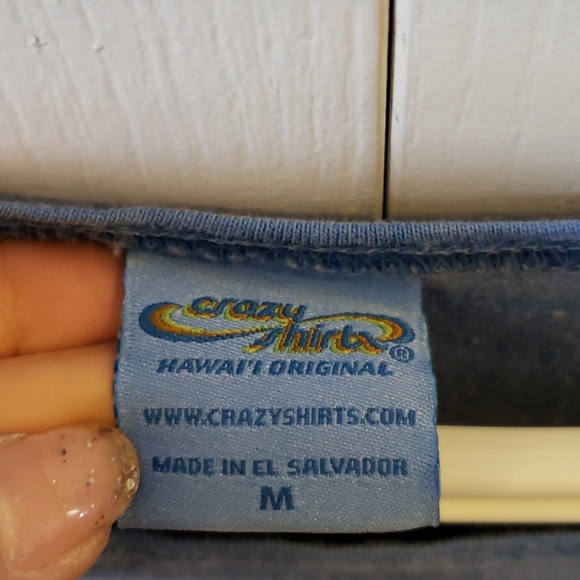 crazy
shirts®
HAWAI'I ORIGINAL
WWW.CRAZYSHIRTS.COM
MADE IN EL SALVADOR
M